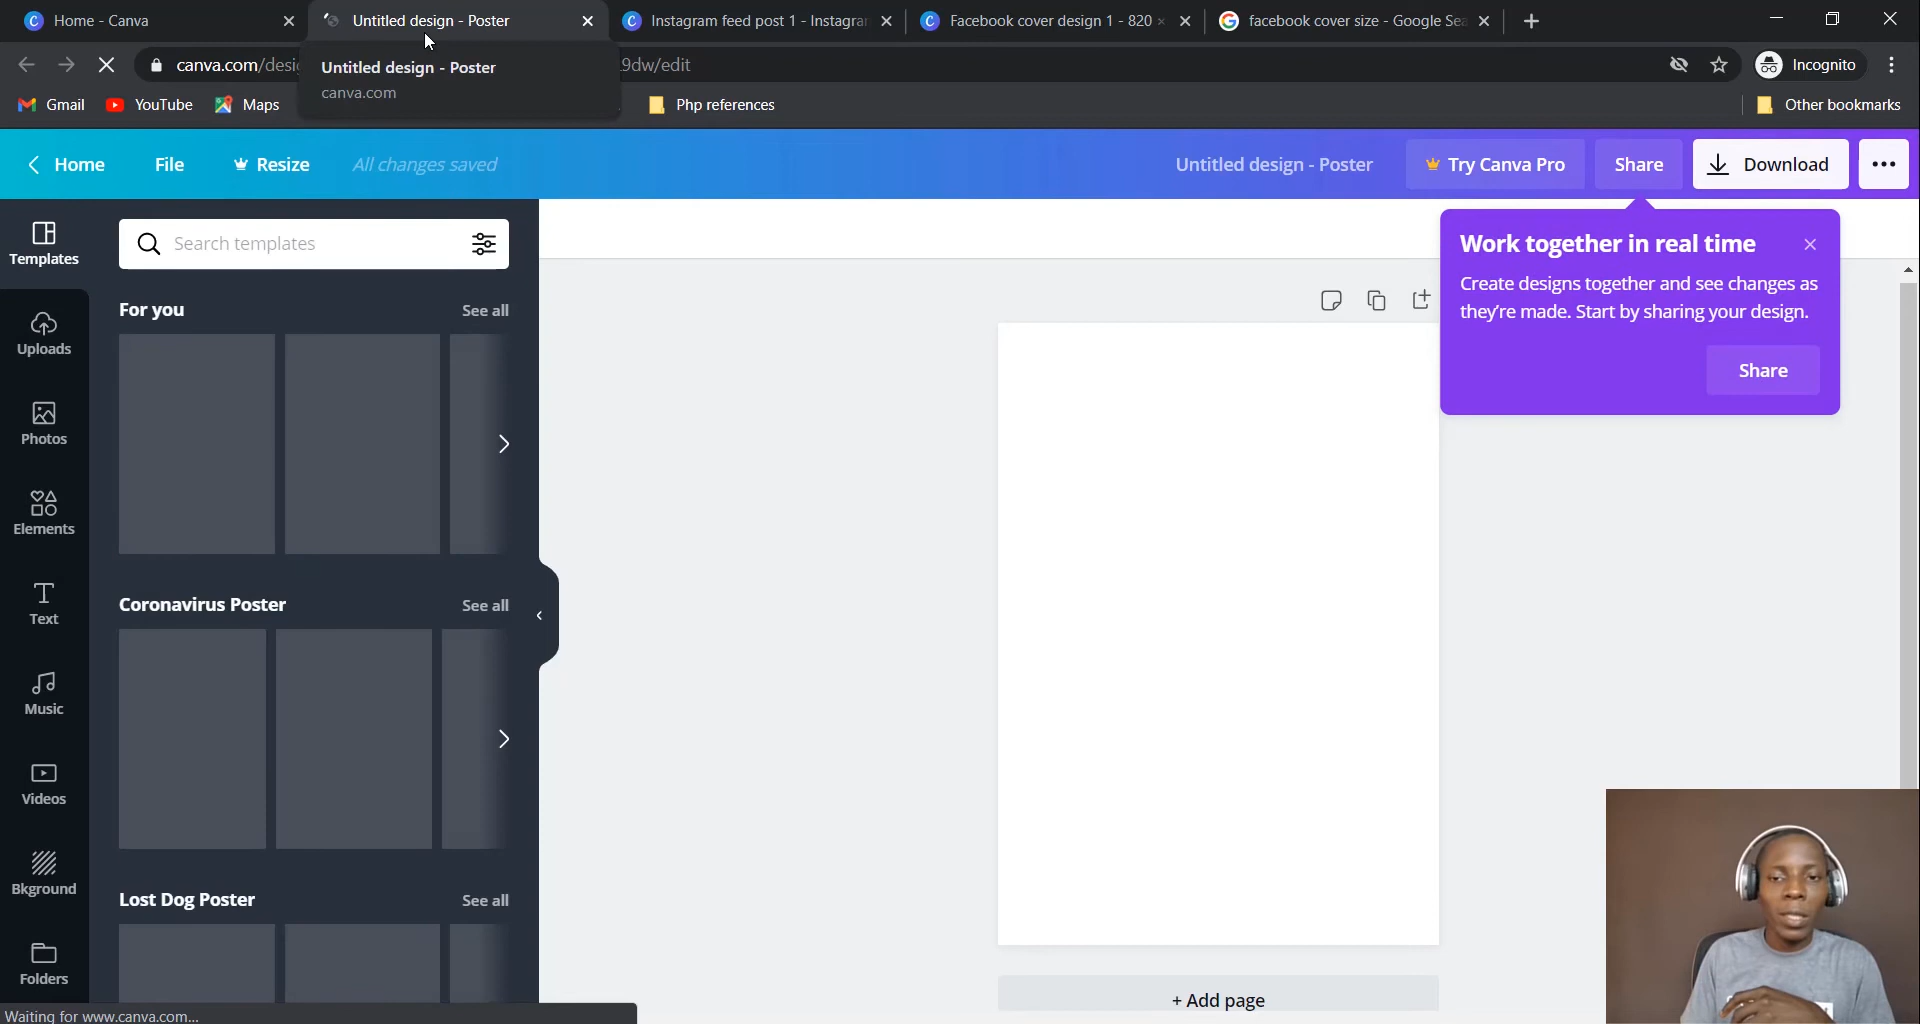 Home - Canva
Untitled design - Poster
Instagram feed post 1 - Instagra
Facebook cover design 1 - 820
facebook cover size - Google Sea
canva.com/desi
9dw/edit
Incognito
Untitled design - Poster
canva.com
Gmail
YouTube
Maps
Php references
Other bookmarks
Home
File
Resize
All changes saved
Untitled design - Poster
Try Canva Pro
Share
Download
Templates
Search templates
Work together in real time
Create designs together and see changes as
they're made. Start by sharing your design.
Share
For you
See all
Uploads
Photos
Elements
Coronavirus Poster
See all
Text
Music
Videos
Bkground
Lost Dog Poster
See all
Folders
+ Add page
Waiting for www.canva.com...